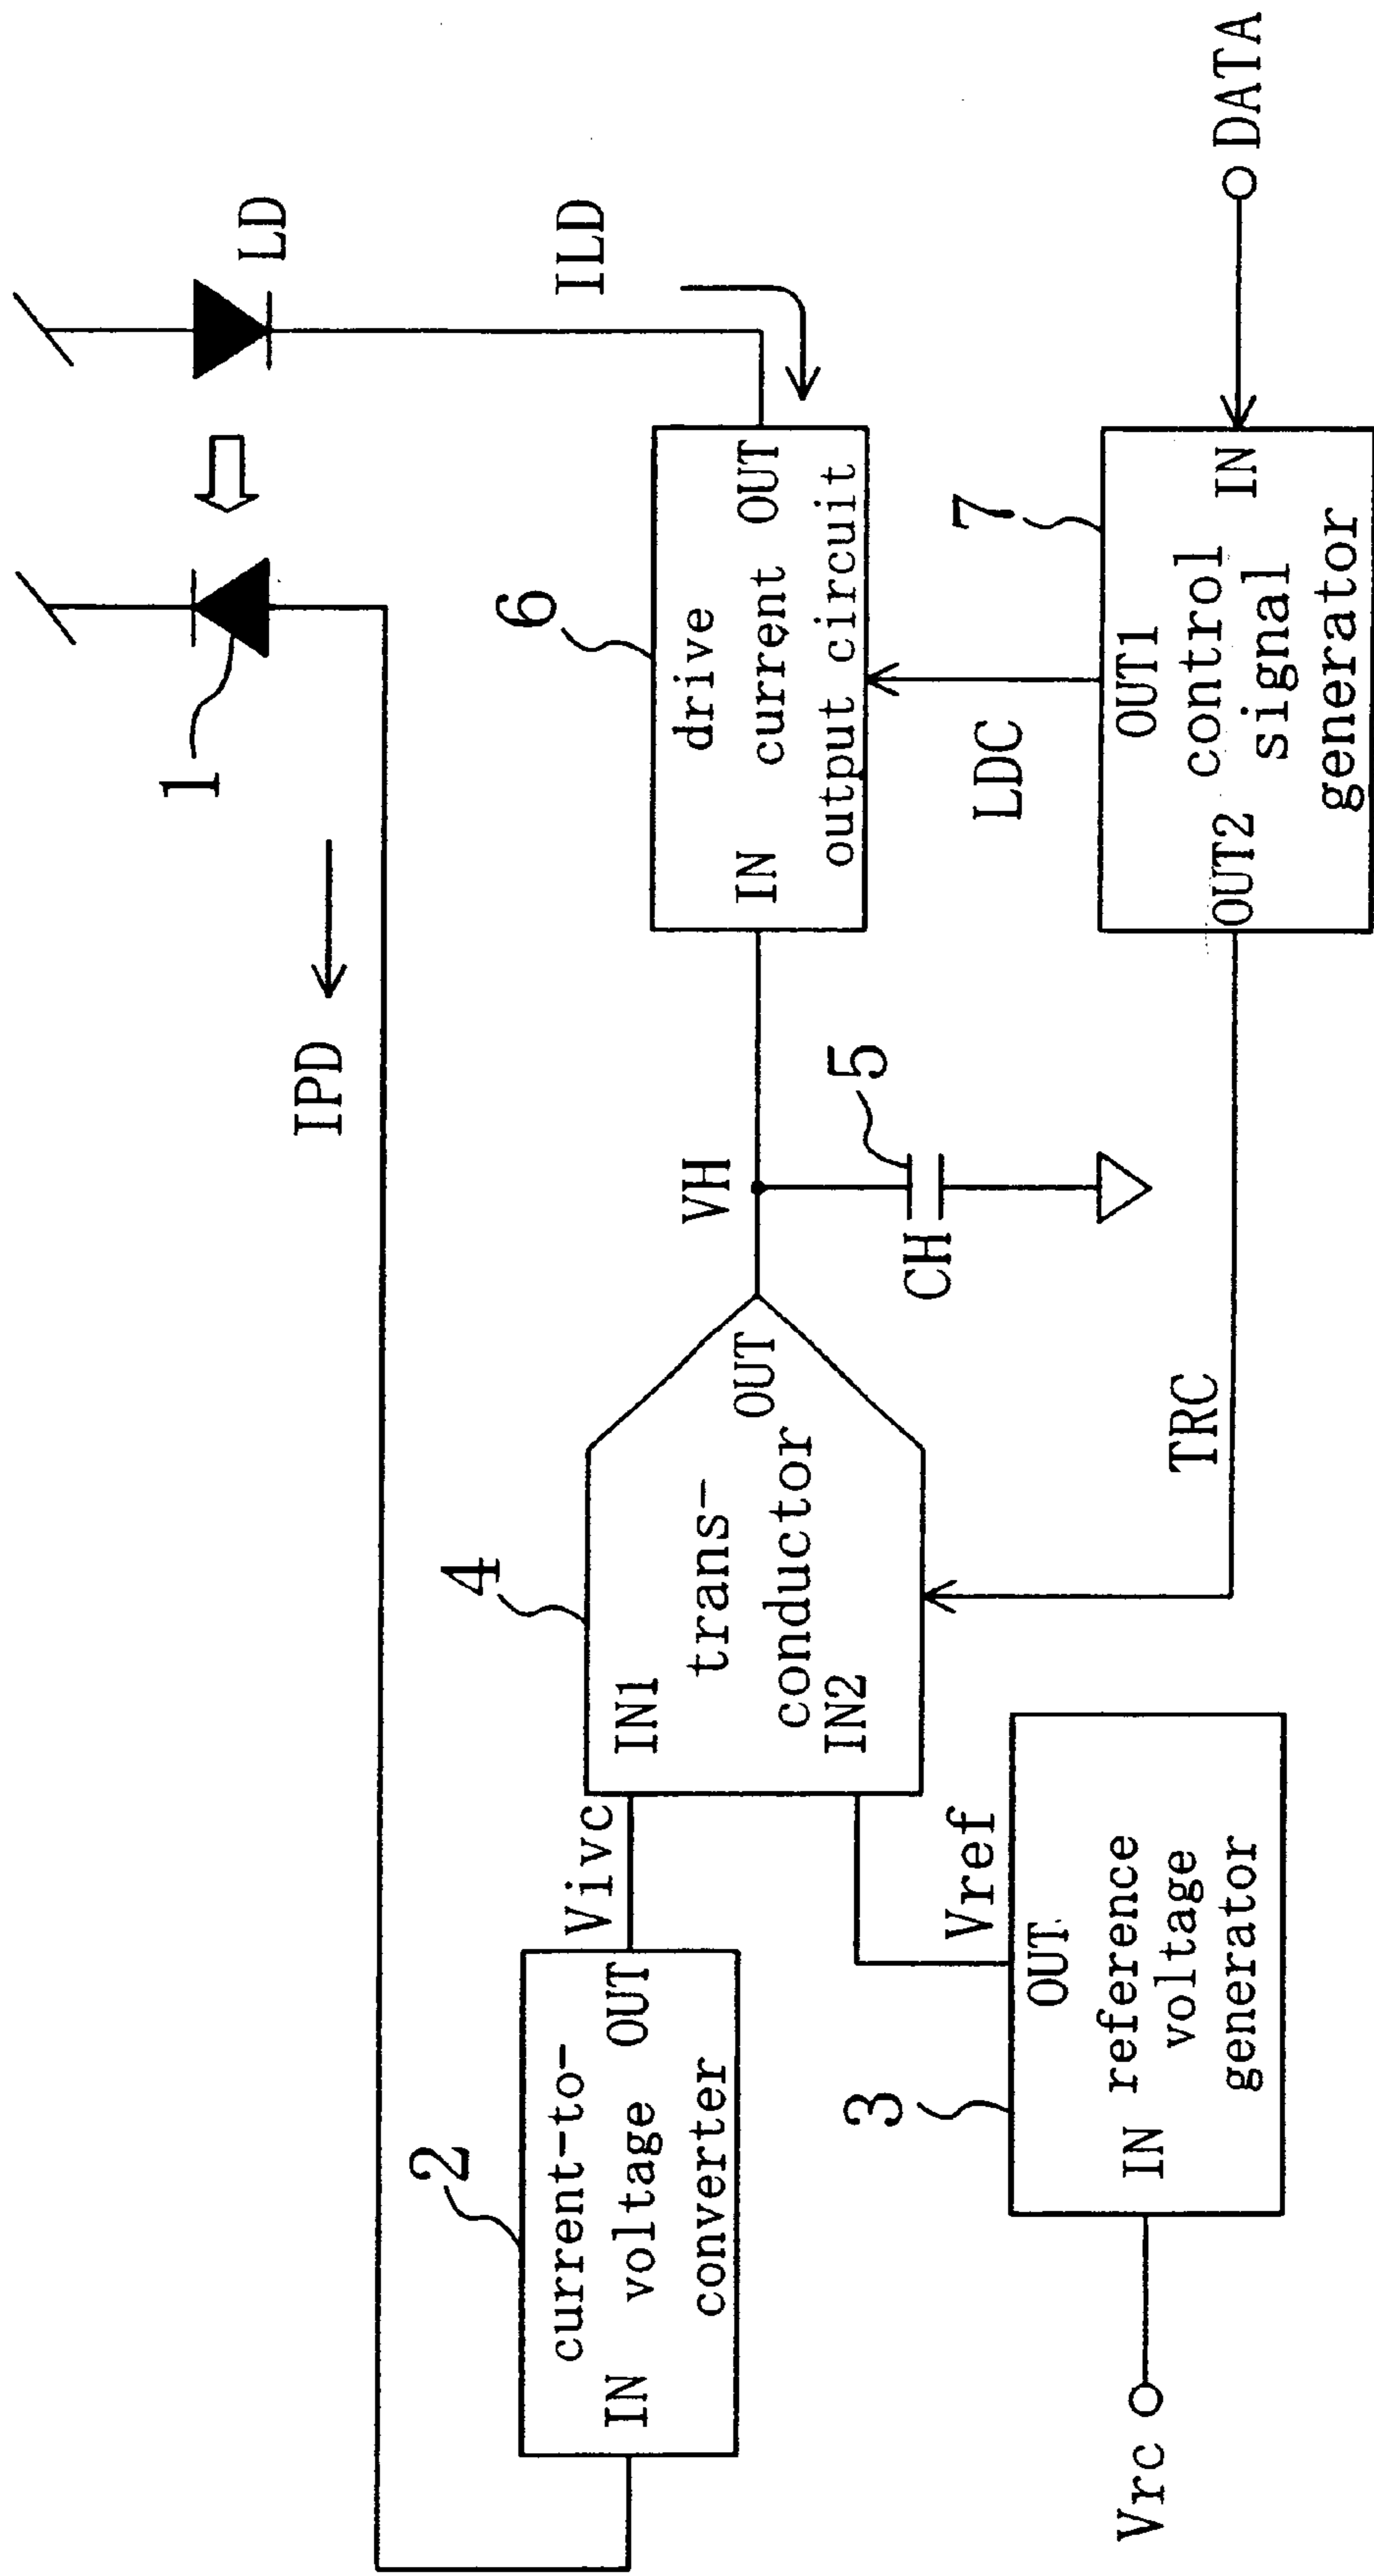 1
LD
IPD
ILD
2
current-to-
IN voltage OUT
converter
Vivc
4
IN1
trans-
OUT
conductor
IN2
VH
6
drive
IN current OUT
output circuit
CH
5
3
Vref
OUT
IN reference
voltage
generator
Vrc
LDC
TRC
7
OUT1
OUT2 control IN
signal
generator
DATA